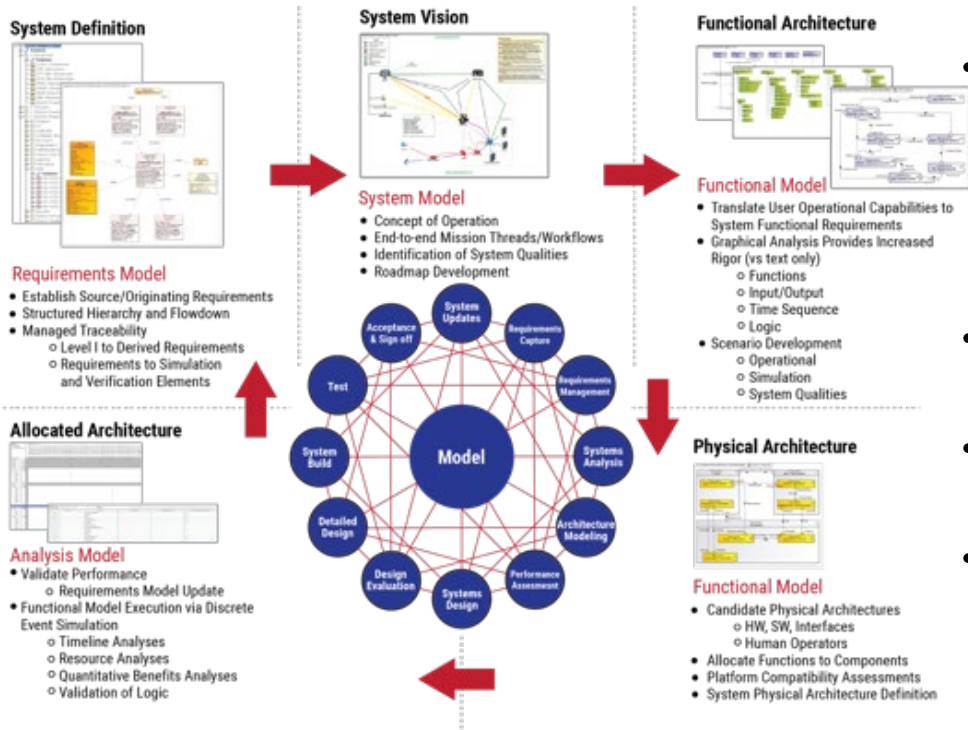 System Definition
Requirements Model
• Establish Source/Originating Requirements
• Structured Hierarchy and Flowdown
• Managed Traceability
o Level I to Derived Requirements
o Requirements to Simulation
and Verification Elements
System Vision
System Model
• Concept of Operation
• End-to-end Mission Threads/Workflows
• Identification of System Qualities
• Roadmap Development
Functional Architecture
Functional Model
• Translate User Operational Capabilities to
System Functional Requirements
• Graphical Analysis Provides Increased
Rigor (vs text only)
o Functions
o Input/Output
o Time Sequence
o Logic
• Scenario Development
o Operational
o Simulation
o System Qualities
System
Updates
Requirements
Capture
Requirements
Management
Systems
Analysis
Architecture
Modeling
Performance
Assesmesnt
Systems
Design
Design
Evaluation
Detailed
Design
System
Build
Test
Acceptance
& Sign off
Model
Allocated Architecture
Analysis Model
• Validate Performance
o Requirements Model Update
• Functional Model Execution via Discrete
Event Simulation
o Timeline Analyses
o Resource Analyses
o Quantitative Benefits Analyses
o Validation of Logic
Physical Architecture
Functional Model
• Candidate Physical Architectures
o HW, SW, Interfaces
o Human Operators
• Allocate Functions to Components
• Platform Compatibility Assessments
• System Physical Architecture Definition